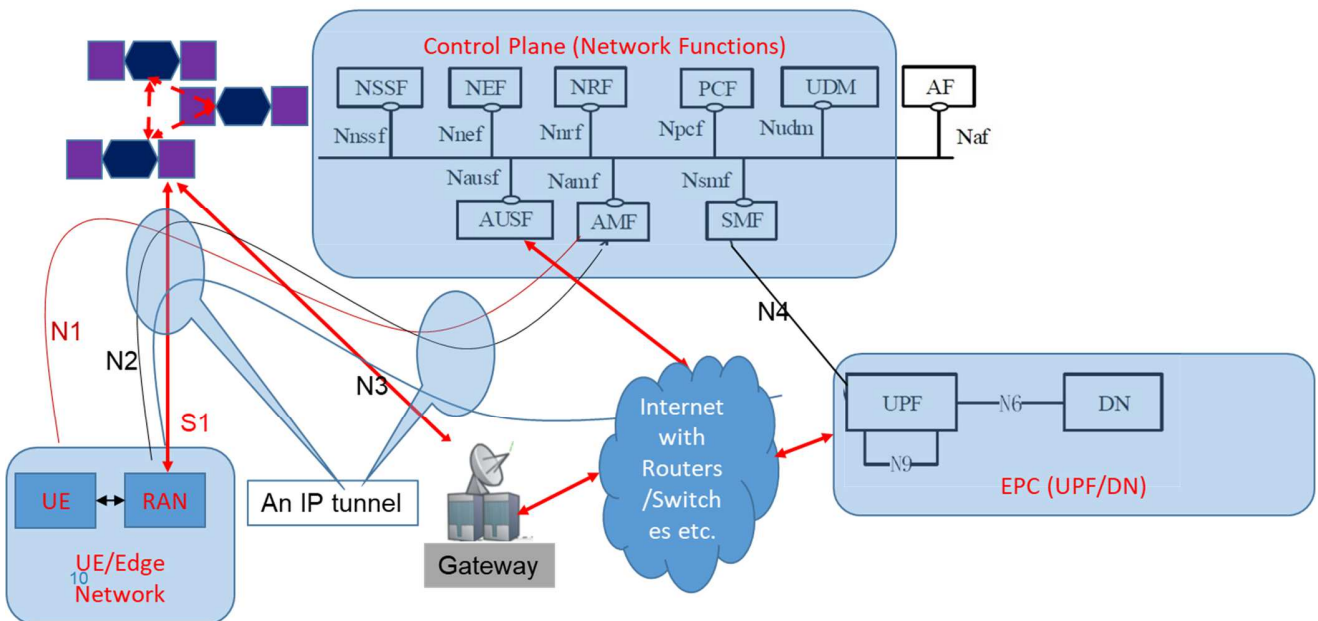 Control Plane (Network Functions)
NSSF
NEF
NRF
PCF
UDM
AF
Nnssf
Nnef
Nnrf
Npcf
Nudm
Naf
Nausf
Namf
Nsmf
AUSF
AMF
SMF
N1
N2
N3
N4
S1
UE
RAN
UE/Edge
10
Network
An IP tunnel
Gateway
Internet
with
Routers
/Switch
es etc.
UPF
N6
DN
N9
EPC (UPF/DN)